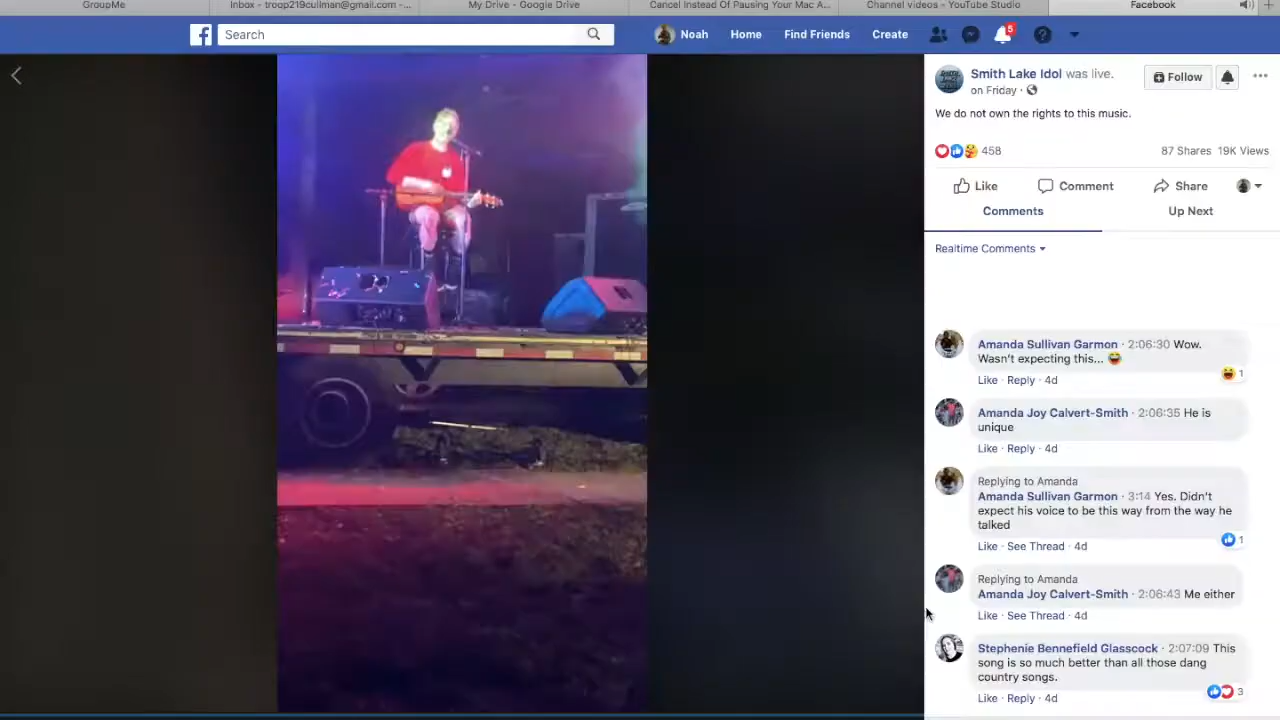 GroupMe
Inbox - troop219cullman@gmail.com -...
My Drive - Google Drive
Cancel Instead Of Pausing Your Mac A...
Channel videos - YouTube Studio
Facebook
Search
Noah
Home
Find Friends
Create
5
Smith Lake Idol was live.
on Friday ·
Follow
We do not own the rights to this music.
458
87 Shares 19K Views
Like
Comment
Share
Comments
Up Next
Realtime Comments
Amanda Sullivan Garmon · 2:06:30 Wow.
Wasn't expecting this...
1
Like · Reply · 4d
Amanda Joy Calvert-Smith · 2:06:35 He is
unique
Like · Reply · 4d
Replying to Amanda
Amanda Sullivan Garmon · 3:14 Yes. Didn't
expect his voice to be this way from the way he
talked
1
Like · See Thread · 4d
Replying to Amanda
Amanda Joy Calvert-Smith · 2:06:43 Me either
Like · See Thread · 4d
Stephenie Bennefield Glasscock · 2:07:09 This
song is so much better than all those dang
country songs.
3
Like · Reply · 4d